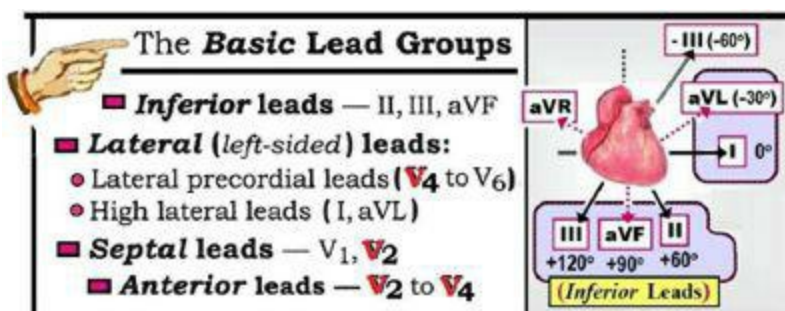 The Basic Lead Groups
Inferior leads — II, III, aVF
Lateral (left-sided) leads:
Lateral precordial leads (V4 to V6)
High lateral leads (I, aVL)
Septal leads — V1, V2
Anterior leads — V2 to V4
- III (-60°)
aVR
aVL (-30°)
I 0°
III aVF II
+120° +90° +60°
(Inferior Leads)